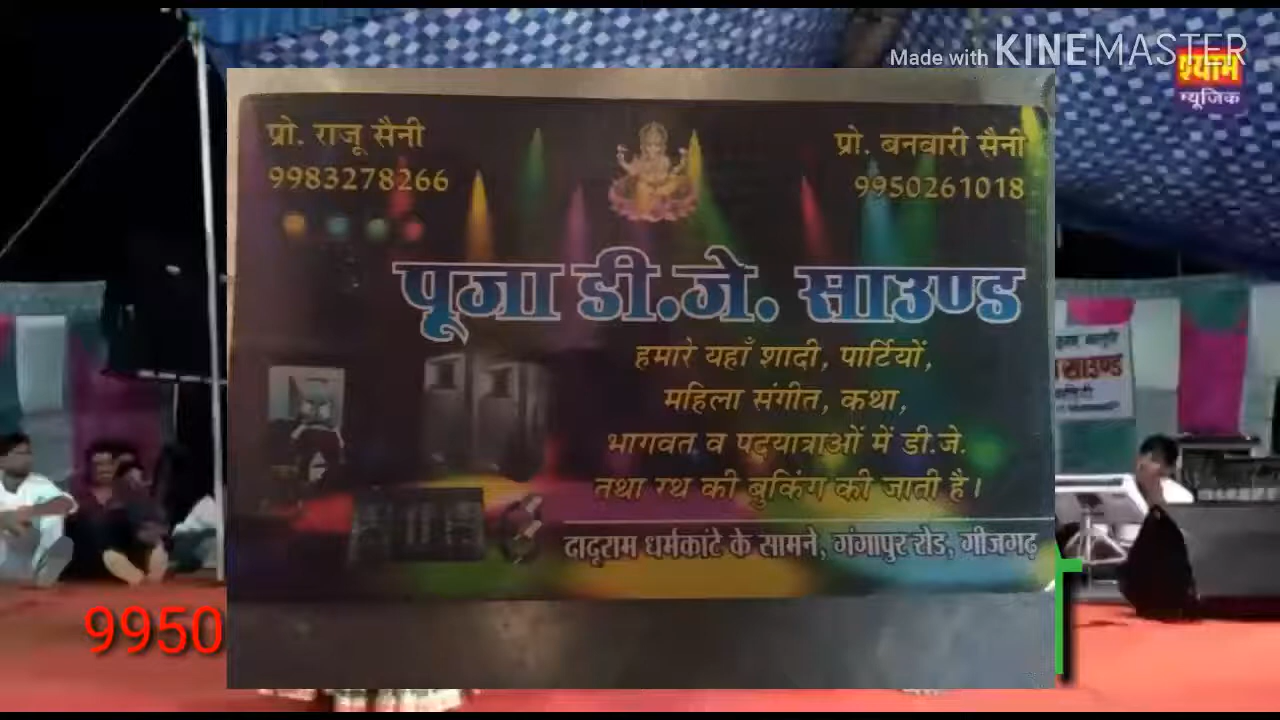 Made with KINEMASTER
श्याम
म्यूजिक
प्रो. राजू सैनी
9983278266
प्रो. बनवारी सैनी
9950261018
पूजा डी.जे. साउण्ड
हमारे यहाँ शादी, पार्टियों,
महिला संगीत, कथा,
भागवत व पदयात्राओं में डी.जे.
तथा रथ की बुकिंग की जाती है।
दादूराम धर्मकांटे के सामने, गंगापुर रोड, गीजगढ़
साउण्ड
9950